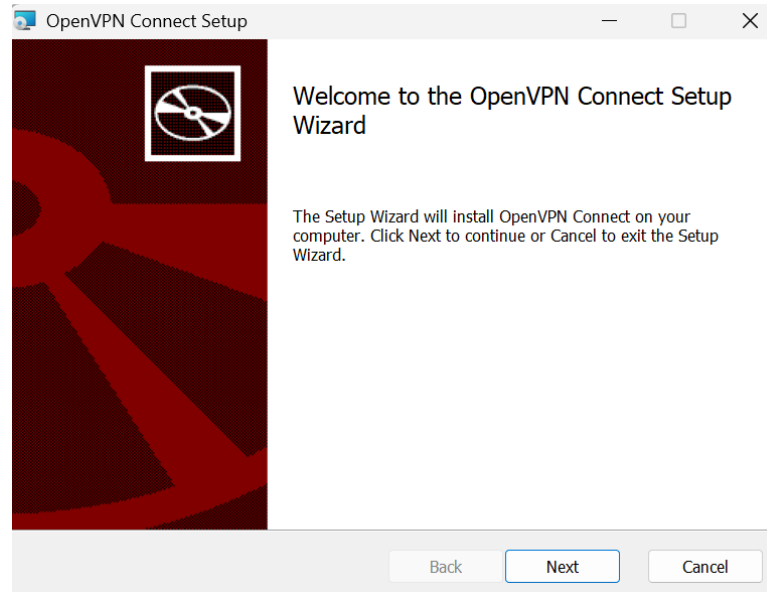 OpenVPN Connect Setup
Welcome to the OpenVPN Connect Setup
Wizard
The Setup Wizard will install OpenVPN Connect on your
computer. Click Next to continue or Cancel to exit the Setup
Wizard.
Back Next Cancel